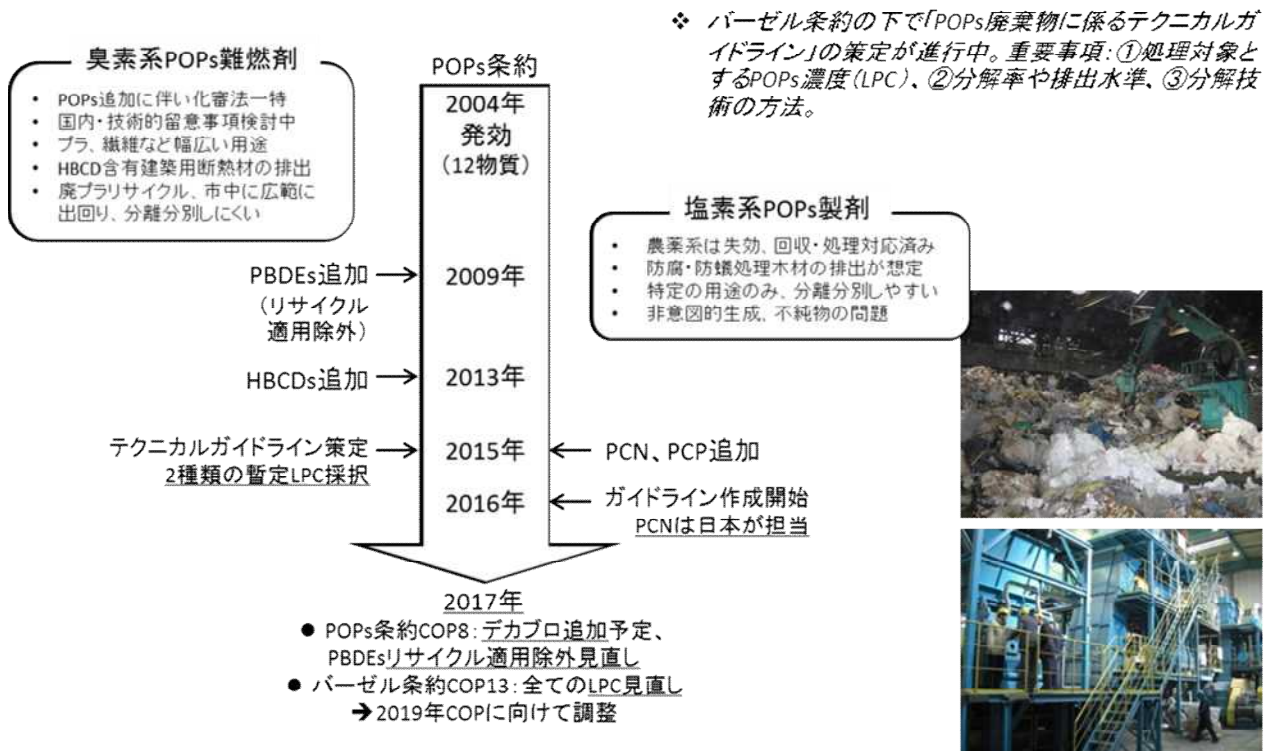 ❖ バーゼル条約の下で「POPs廃棄物に係るテクニカルガ
イドライン」の策定が進行中。重要事項:①処理対象と
するPOPs濃度(LPC)、②分解率や排出水準、③分解技
術の方法。
臭素系POPs難燃剤
• POPs追加に伴い化審法一特
• 国内・技術的留意事項検討中
• プラ、繊維など幅広い用途
• HBCD含有建築用断熱材の排出
• 廃プラリサイクル、市中に広範に
出回り、分離分別しにくい
POPs条約
2004年
発効
(12物質)
塩素系POPs製剤
• 農薬系は失効、回収・処理対応済み
• 防腐・防蟻処理木材の排出が想定
• 特定の用途のみ、分離分別しやすい
• 非意図的生成、不純物の問題
PBDEs追加 → 2009年
(リサイクル
適用除外)
HBCDs追加 → 2013年
テクニカルガイドライン策定 → 2015年 ← PCN、PCP追加
2種類の暫定LPC採択
2016年 ← ガイドライン作成開始
PCNは日本が担当
2017年
● POPs条約COP8:デカブロ追加予定、
PBDEsリサイクル適用除外見直し
● バーゼル条約COP13:全てのLPC見直し
➔2019年COPに向けて調整